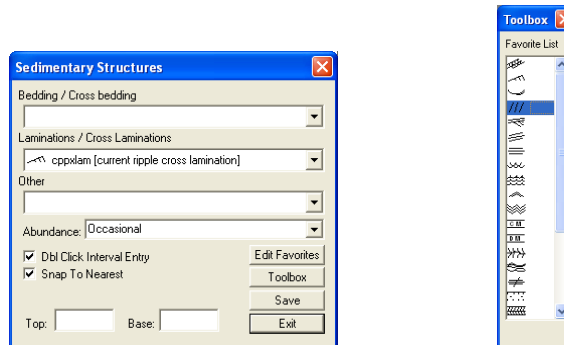 Sedimentary Structures
Bedding / Cross bedding
Laminations / Cross Laminations
cppxlam [current ripple cross lamination]
Other
Abundance: Occasional
Dbl Click Interval Entry
Edit Favorites
Snap To Nearest
Toolbox
Save
Top:
Base:
Exit
Toolbox
Favorite List
C M
B M